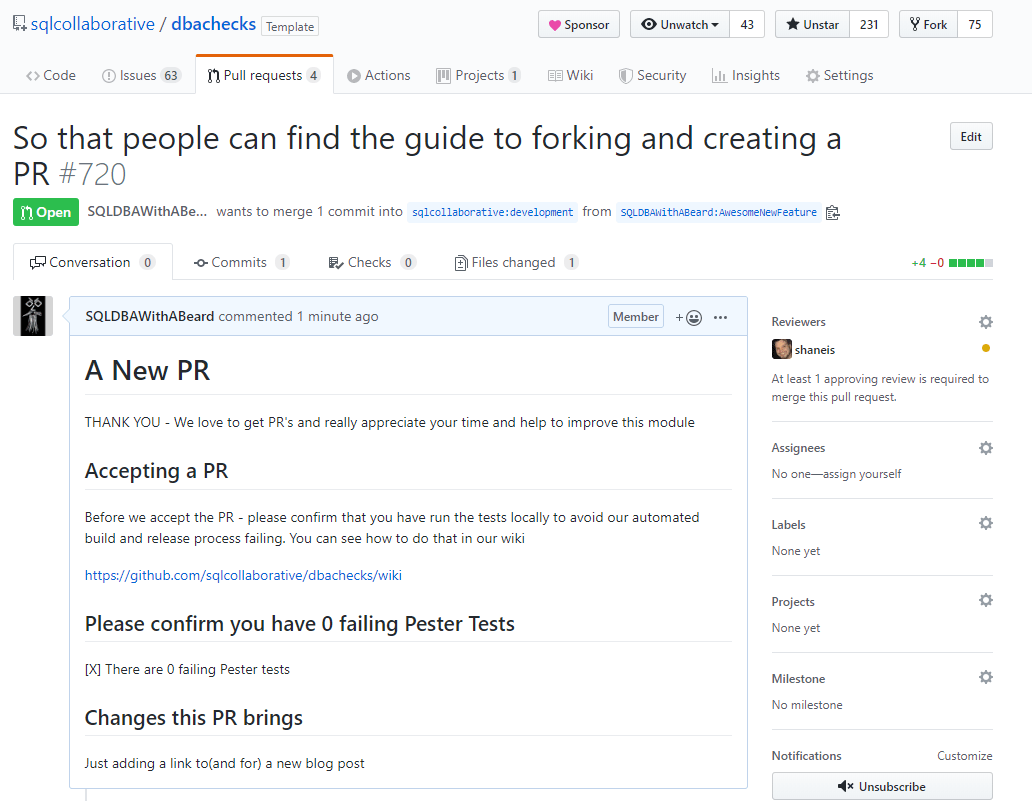 sqlcollaborative / dbachecks Template
Sponsor Unwatch 43 Unstar 231 Fork 75
Code Issues 63 Pull requests 4 Actions Projects 1 Wiki Security Insights Settings
So that people can find the guide to forking and creating a
PR #720
Edit
Open SQLDBAWithABe... wants to merge 1 commit into sqlcollaborative:development from SQLDBAWithABeard:AwesomeNewFeature
Conversation 0 Commits 1 Checks 0 Files changed 1
+4 −0
SQLDBAWithABeard commented 1 minute ago
Member
A New PR
THANK YOU - We love to get PR's and really appreciate your time and help to improve this module
Accepting a PR
Before we accept the PR - please confirm that you have run the tests locally to avoid our automated
build and release process failing. You can see how to do that in our wiki
https://github.com/sqlcollaborative/dbachecks/wiki
Please confirm you have 0 failing Pester Tests
[X] There are 0 failing Pester tests
Changes this PR brings
Just adding a link to(and for) a new blog post
Reviewers
shaneis
At least 1 approving review is required to
merge this pull request.
Assignees
No one—assign yourself
Labels
None yet
Projects
None yet
Milestone
No milestone
Notifications Customize
Unsubscribe